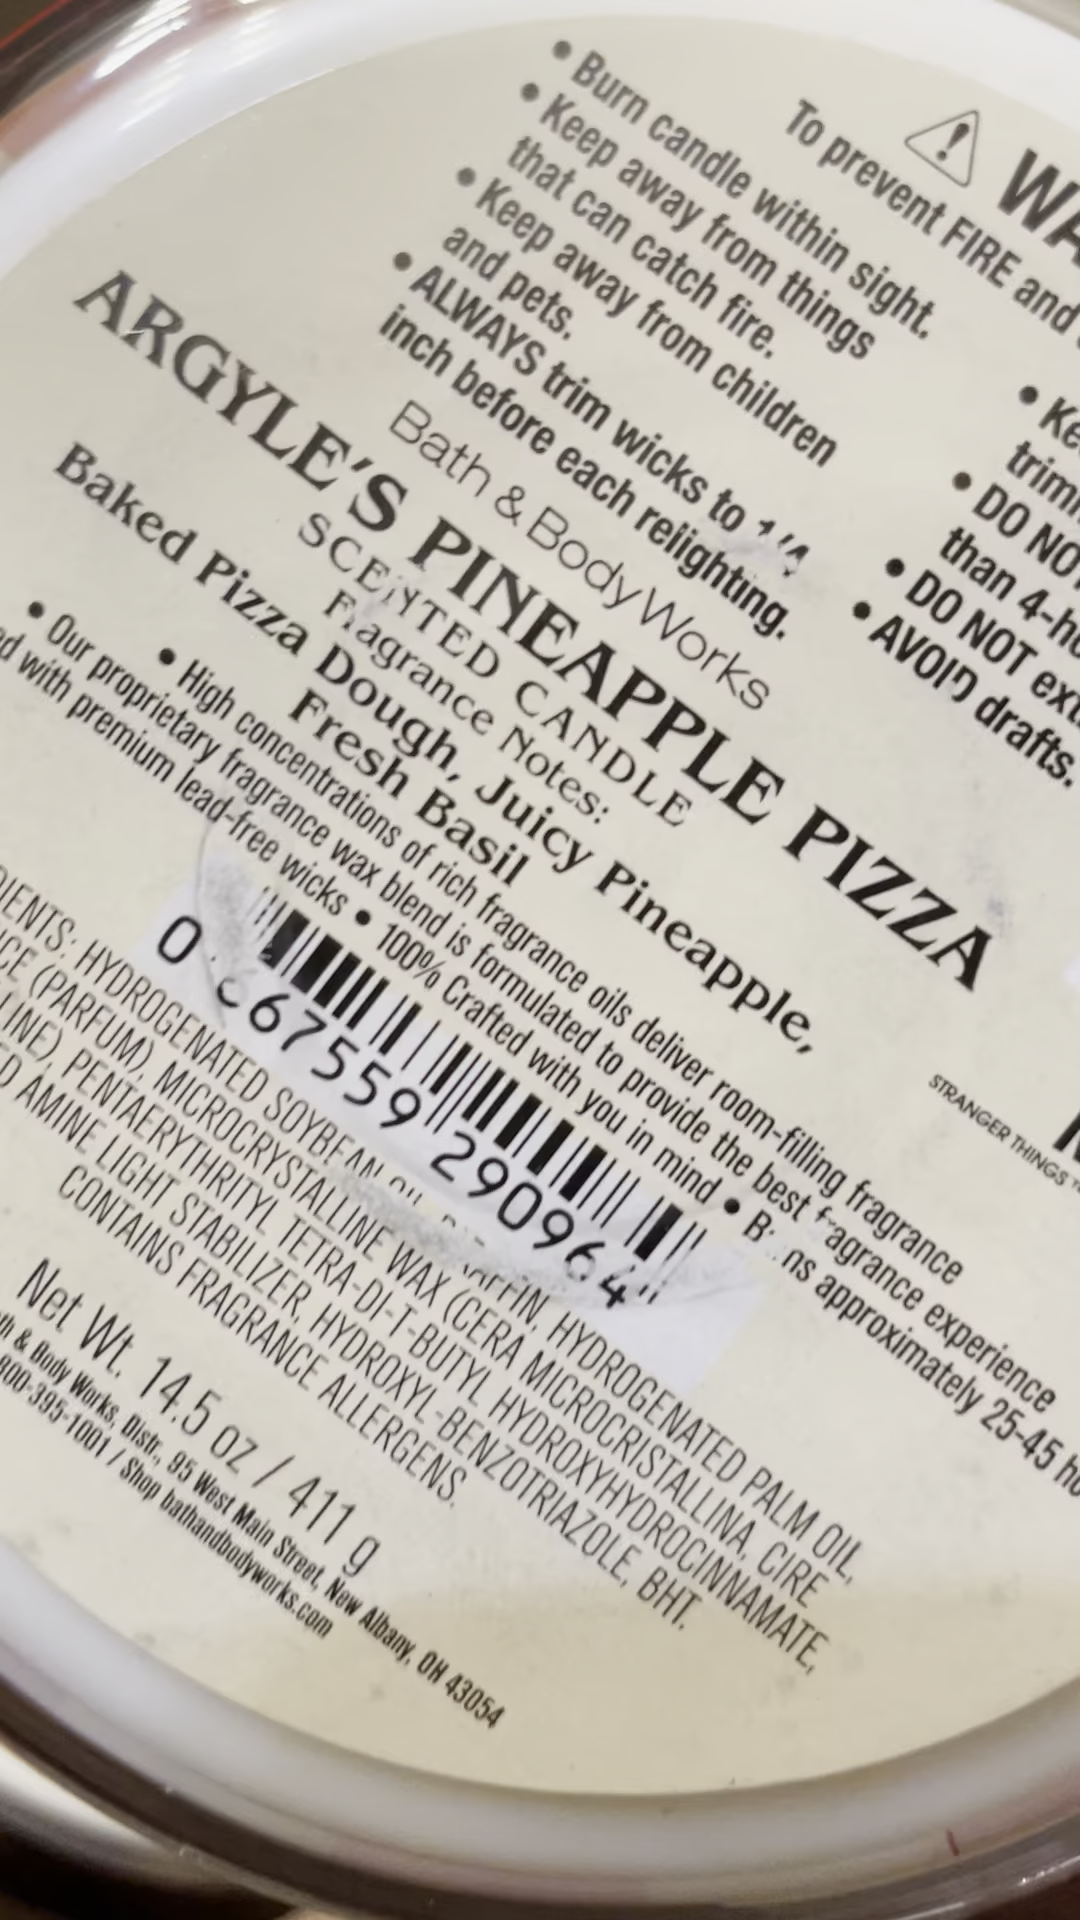 WA
To prevent FIRE and
• Burn candle within sight.
• Keep away from things
that can catch fire.
• Keep away from children
and pets.
• ALWAYS trim wicks to 1/4
inch before each relighting.
• Ke
trim
• DO NO
than 4-ho
• DO NOT ext
• AVOID drafts.
Bath & Body Works
ARGYLE'S PINEAPPLE PIZZA
SCENTED CANDLE
Fragrance Notes:
Baked Pizza Dough, Juicy Pineapple,
Fresh Basil
• High concentrations of rich fragrance oils deliver room-filling fragrance
• Our proprietary fragrance wax blend is formulated to provide the best fragrance experience
d with premium lead-free wicks • 100% Crafted with you in mind • Burns approximately 25-45 ho
STRANGER THINGS
0 67559 29096 4
DIENTS: HYDROGENATED SOYBEAN OIL, PARAFFIN, HYDROGENATED PALM OIL,
CE (PARFUM), MICROCRYSTALLINE WAX (CERA MICROCRISTALLINA, CIRE
LINE), PENTAERYTHRITYL TETRA-DI-T-BUTYL HYDROXYHYDROCINNAMATE,
D AMINE LIGHT STABILIZER, HYDROXYL-BENZOTRIAZOLE, BHT.
CONTAINS FRAGRANCE ALLERGENS.
Net Wt. 14.5 oz / 411 g
th & Body Works, Distr., 95 West Main Street, New Albany, OH 43054
800-395-1001 / Shop bathandbodyworks.com